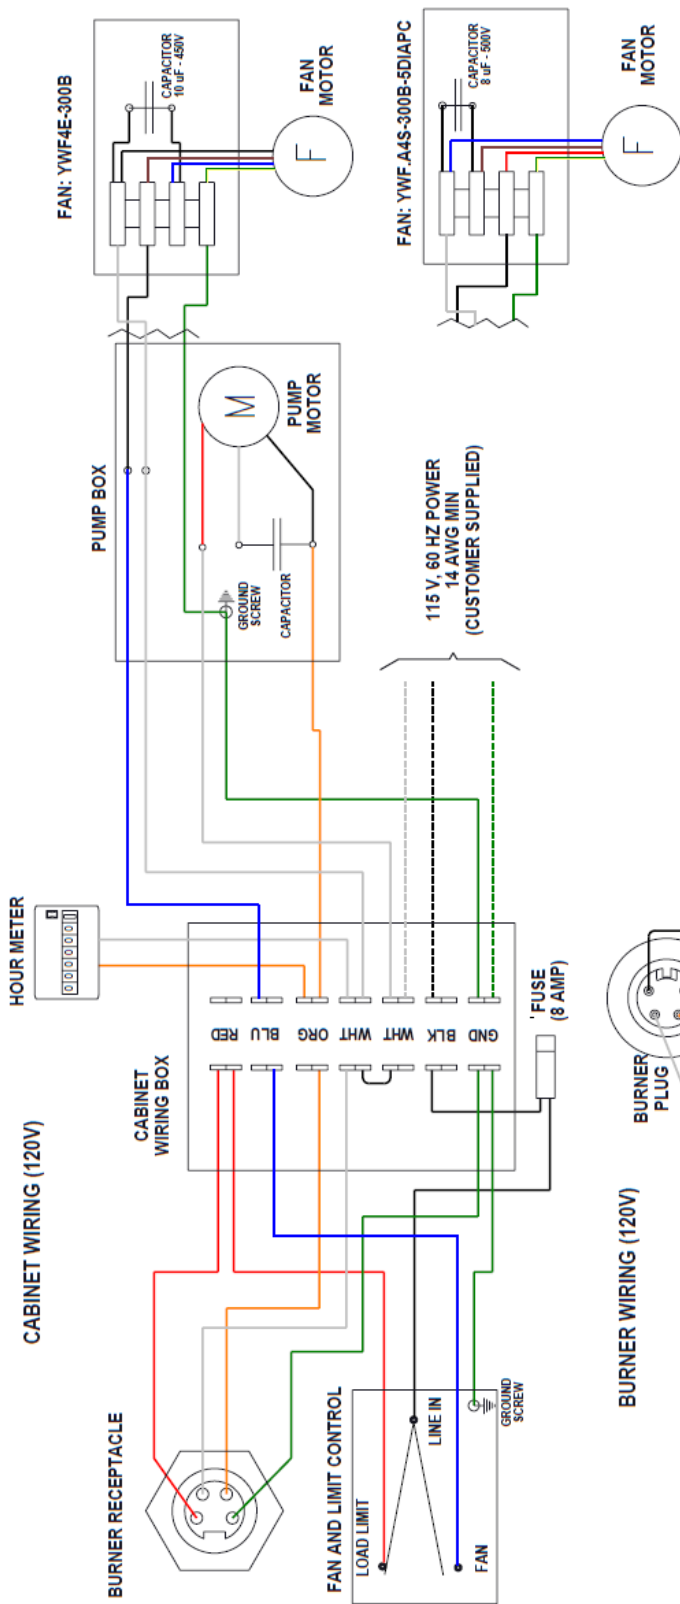 CABINET WIRING (120V)
HOUR METER
BURNER RECEPTACLE
CABINET
WIRING BOX
RED
BLU
ORG
WHT
WHT
BLK
GND
FUSE
(8 AMP)
FAN AND LIMIT CONTROL
LOAD LIMIT
LINE IN
FAN
GROUND
SCREW
PUMP BOX
M
PUMP
MOTOR
GROUND
SCREW
CAPACITOR
115 V, 60 HZ POWER
14 AWG MIN
(CUSTOMER SUPPLIED)
FAN: YWF4E-300B
CAPACITOR
10 uF - 450V
F
FAN
MOTOR
FAN: YWF.A4S-300B-5DIAPC
CAPACITOR
8 uF - 500V
F
FAN
MOTOR
BURNER WIRING (120V)
BURNER
PLUG